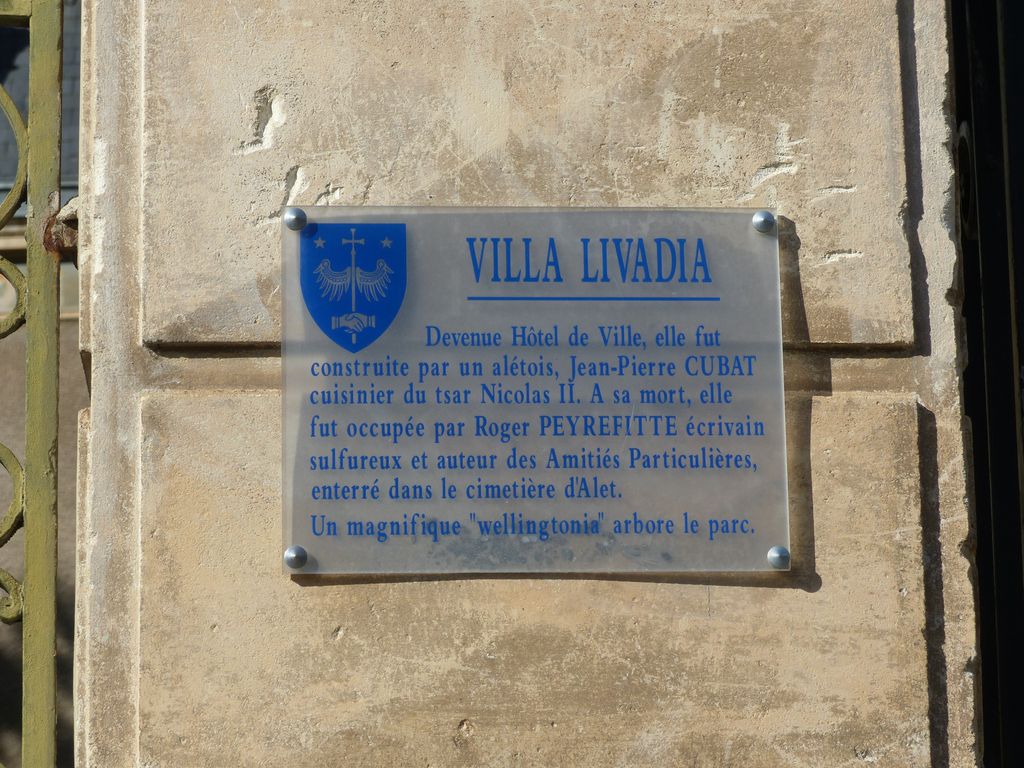 VILLA LIVADIA
Devenue Hôtel de Ville, elle fut
construite par un alétois, Jean-Pierre CUBAT
cuisinier du tsar Nicolas II. A sa mort, elle
fut occupée par Roger PEYREFITTE écrivain
sulfureux et auteur des Amitiés Particulières,
enterré dans le cimetière d'Alet.
Un magnifique "wellingtonia" arbore le parc.